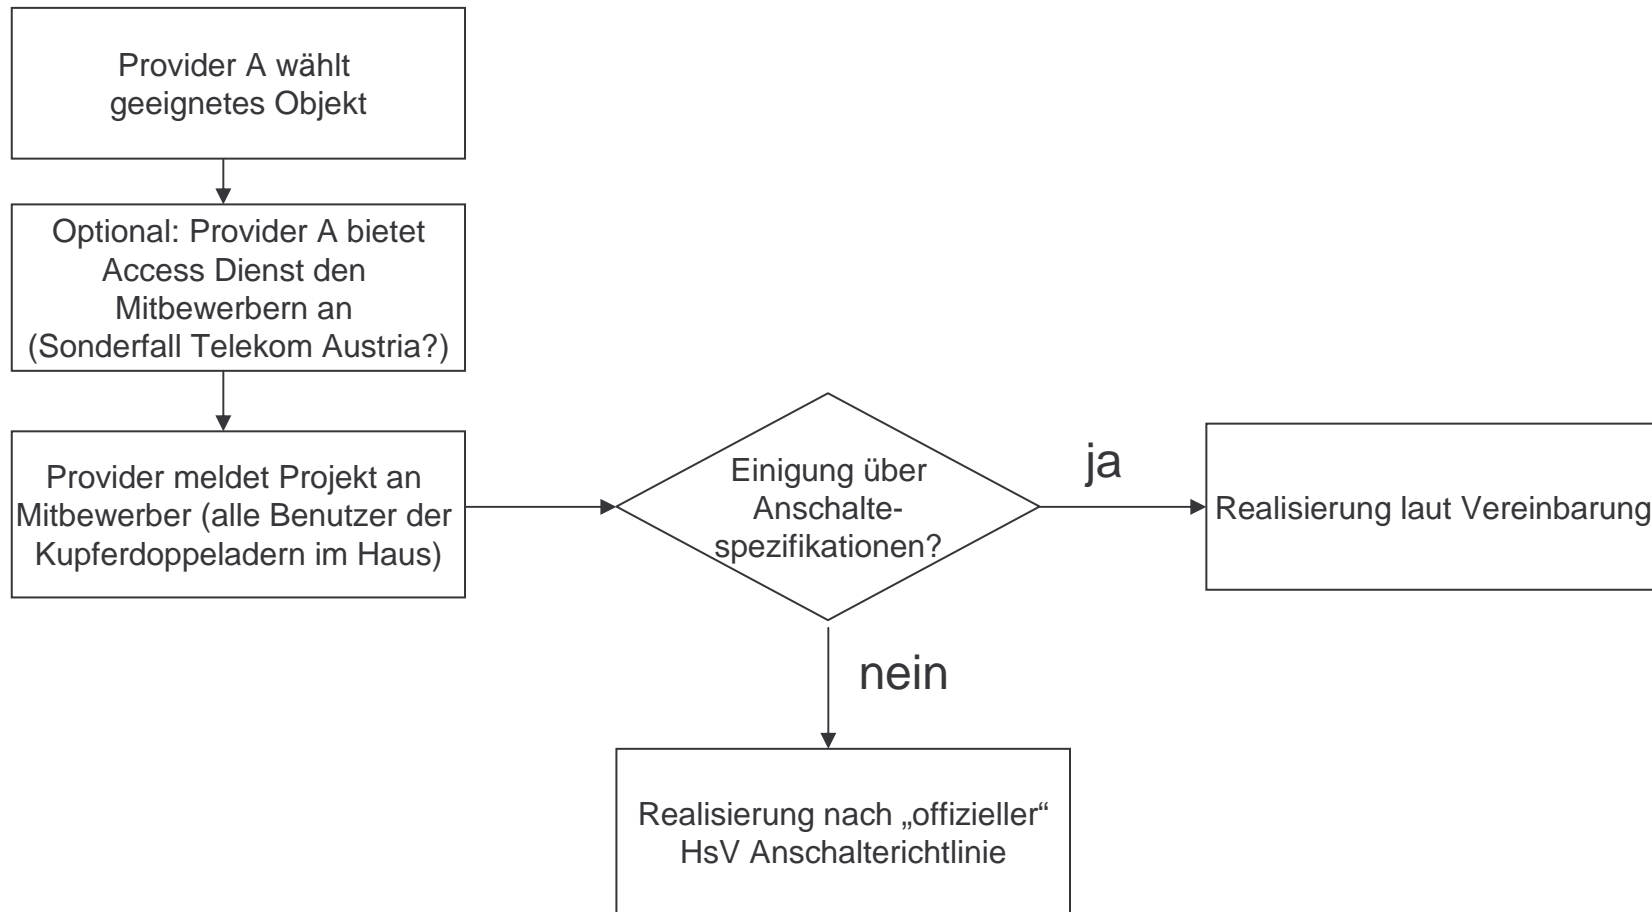 Provider A wählt
geeignetes Objekt
Optional: Provider A bietet
Access Dienst den
Mitbewerbern an
(Sonderfall Telekom Austria?)
Provider meldet Projekt an
Mitbewerber (alle Benutzer der
Kupferdoppeladern im Haus)
Einigung über
Anschalte-
spezifikationen?
ja
Realisierung laut Vereinbarung
nein
Realisierung nach „offizieller“
HsV Anschalterichtlinie